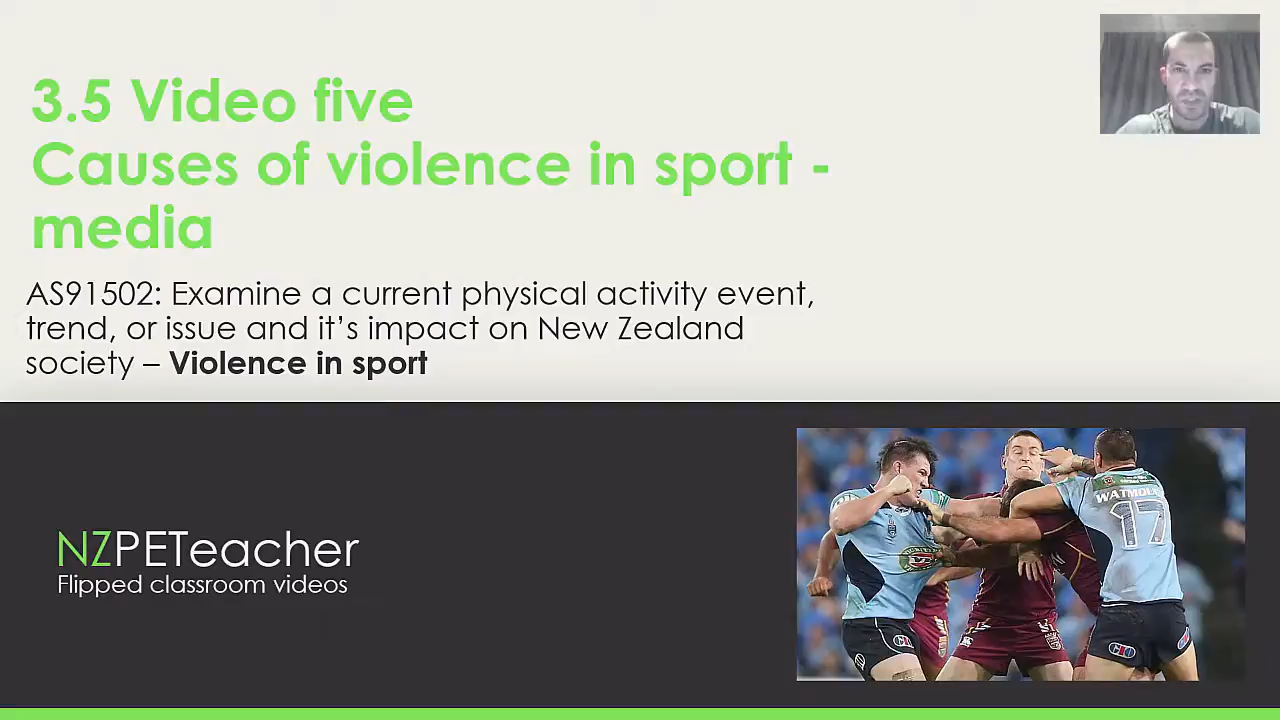 3.5 Video five
Causes of violence in sport -
media
AS91502: Examine a current physical activity event,
trend, or issue and it's impact on New Zealand
society – Violence in sport
NZPETeacher
Flipped classroom videos
17